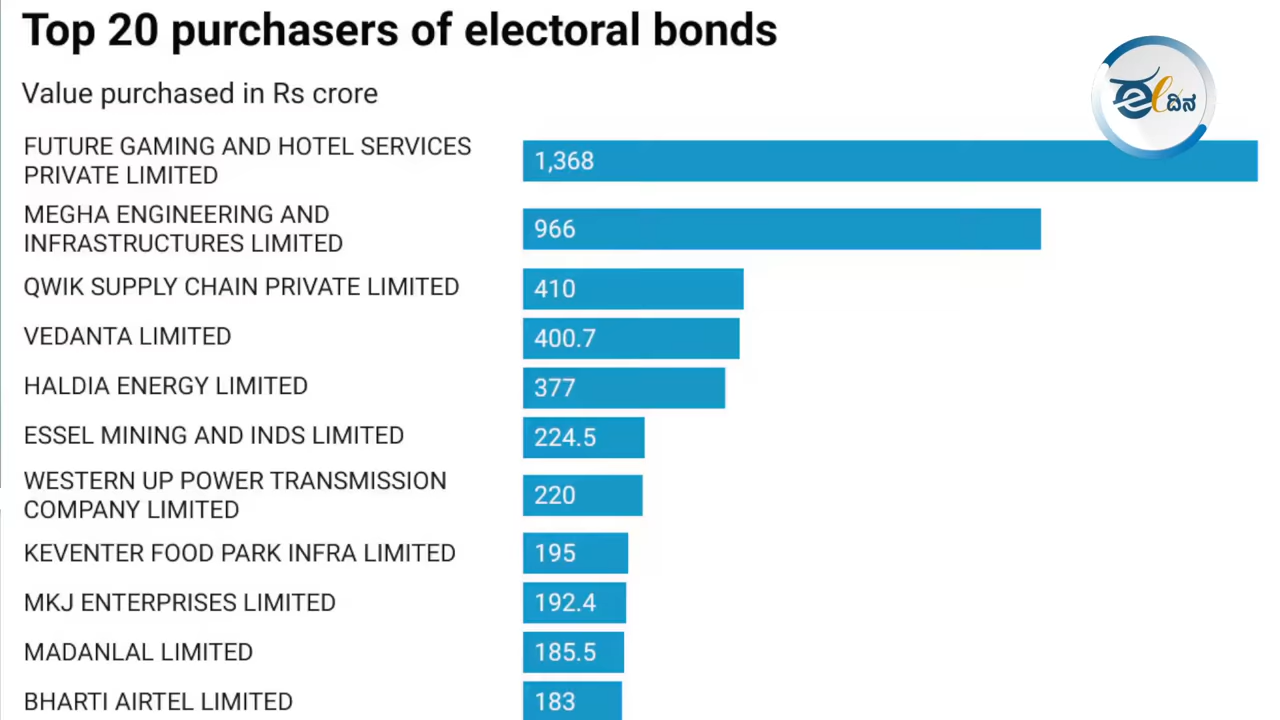 Top 20 purchasers of electoral bonds
Value purchased in Rs crore
ಈ ದಿನ
FUTURE GAMING AND HOTEL SERVICES
PRIVATE LIMITED
1,368
MEGHA ENGINEERING AND
INFRASTRUCTURES LIMITED
966
QWIK SUPPLY CHAIN PRIVATE LIMITED
410
VEDANTA LIMITED
400.7
HALDIA ENERGY LIMITED
377
ESSEL MINING AND INDS LIMITED
224.5
WESTERN UP POWER TRANSMISSION
COMPANY LIMITED
220
KEVENTER FOOD PARK INFRA LIMITED
195
MKJ ENTERPRISES LIMITED
192.4
MADANLAL LIMITED
185.5
BHARTI AIRTEL LIMITED
183